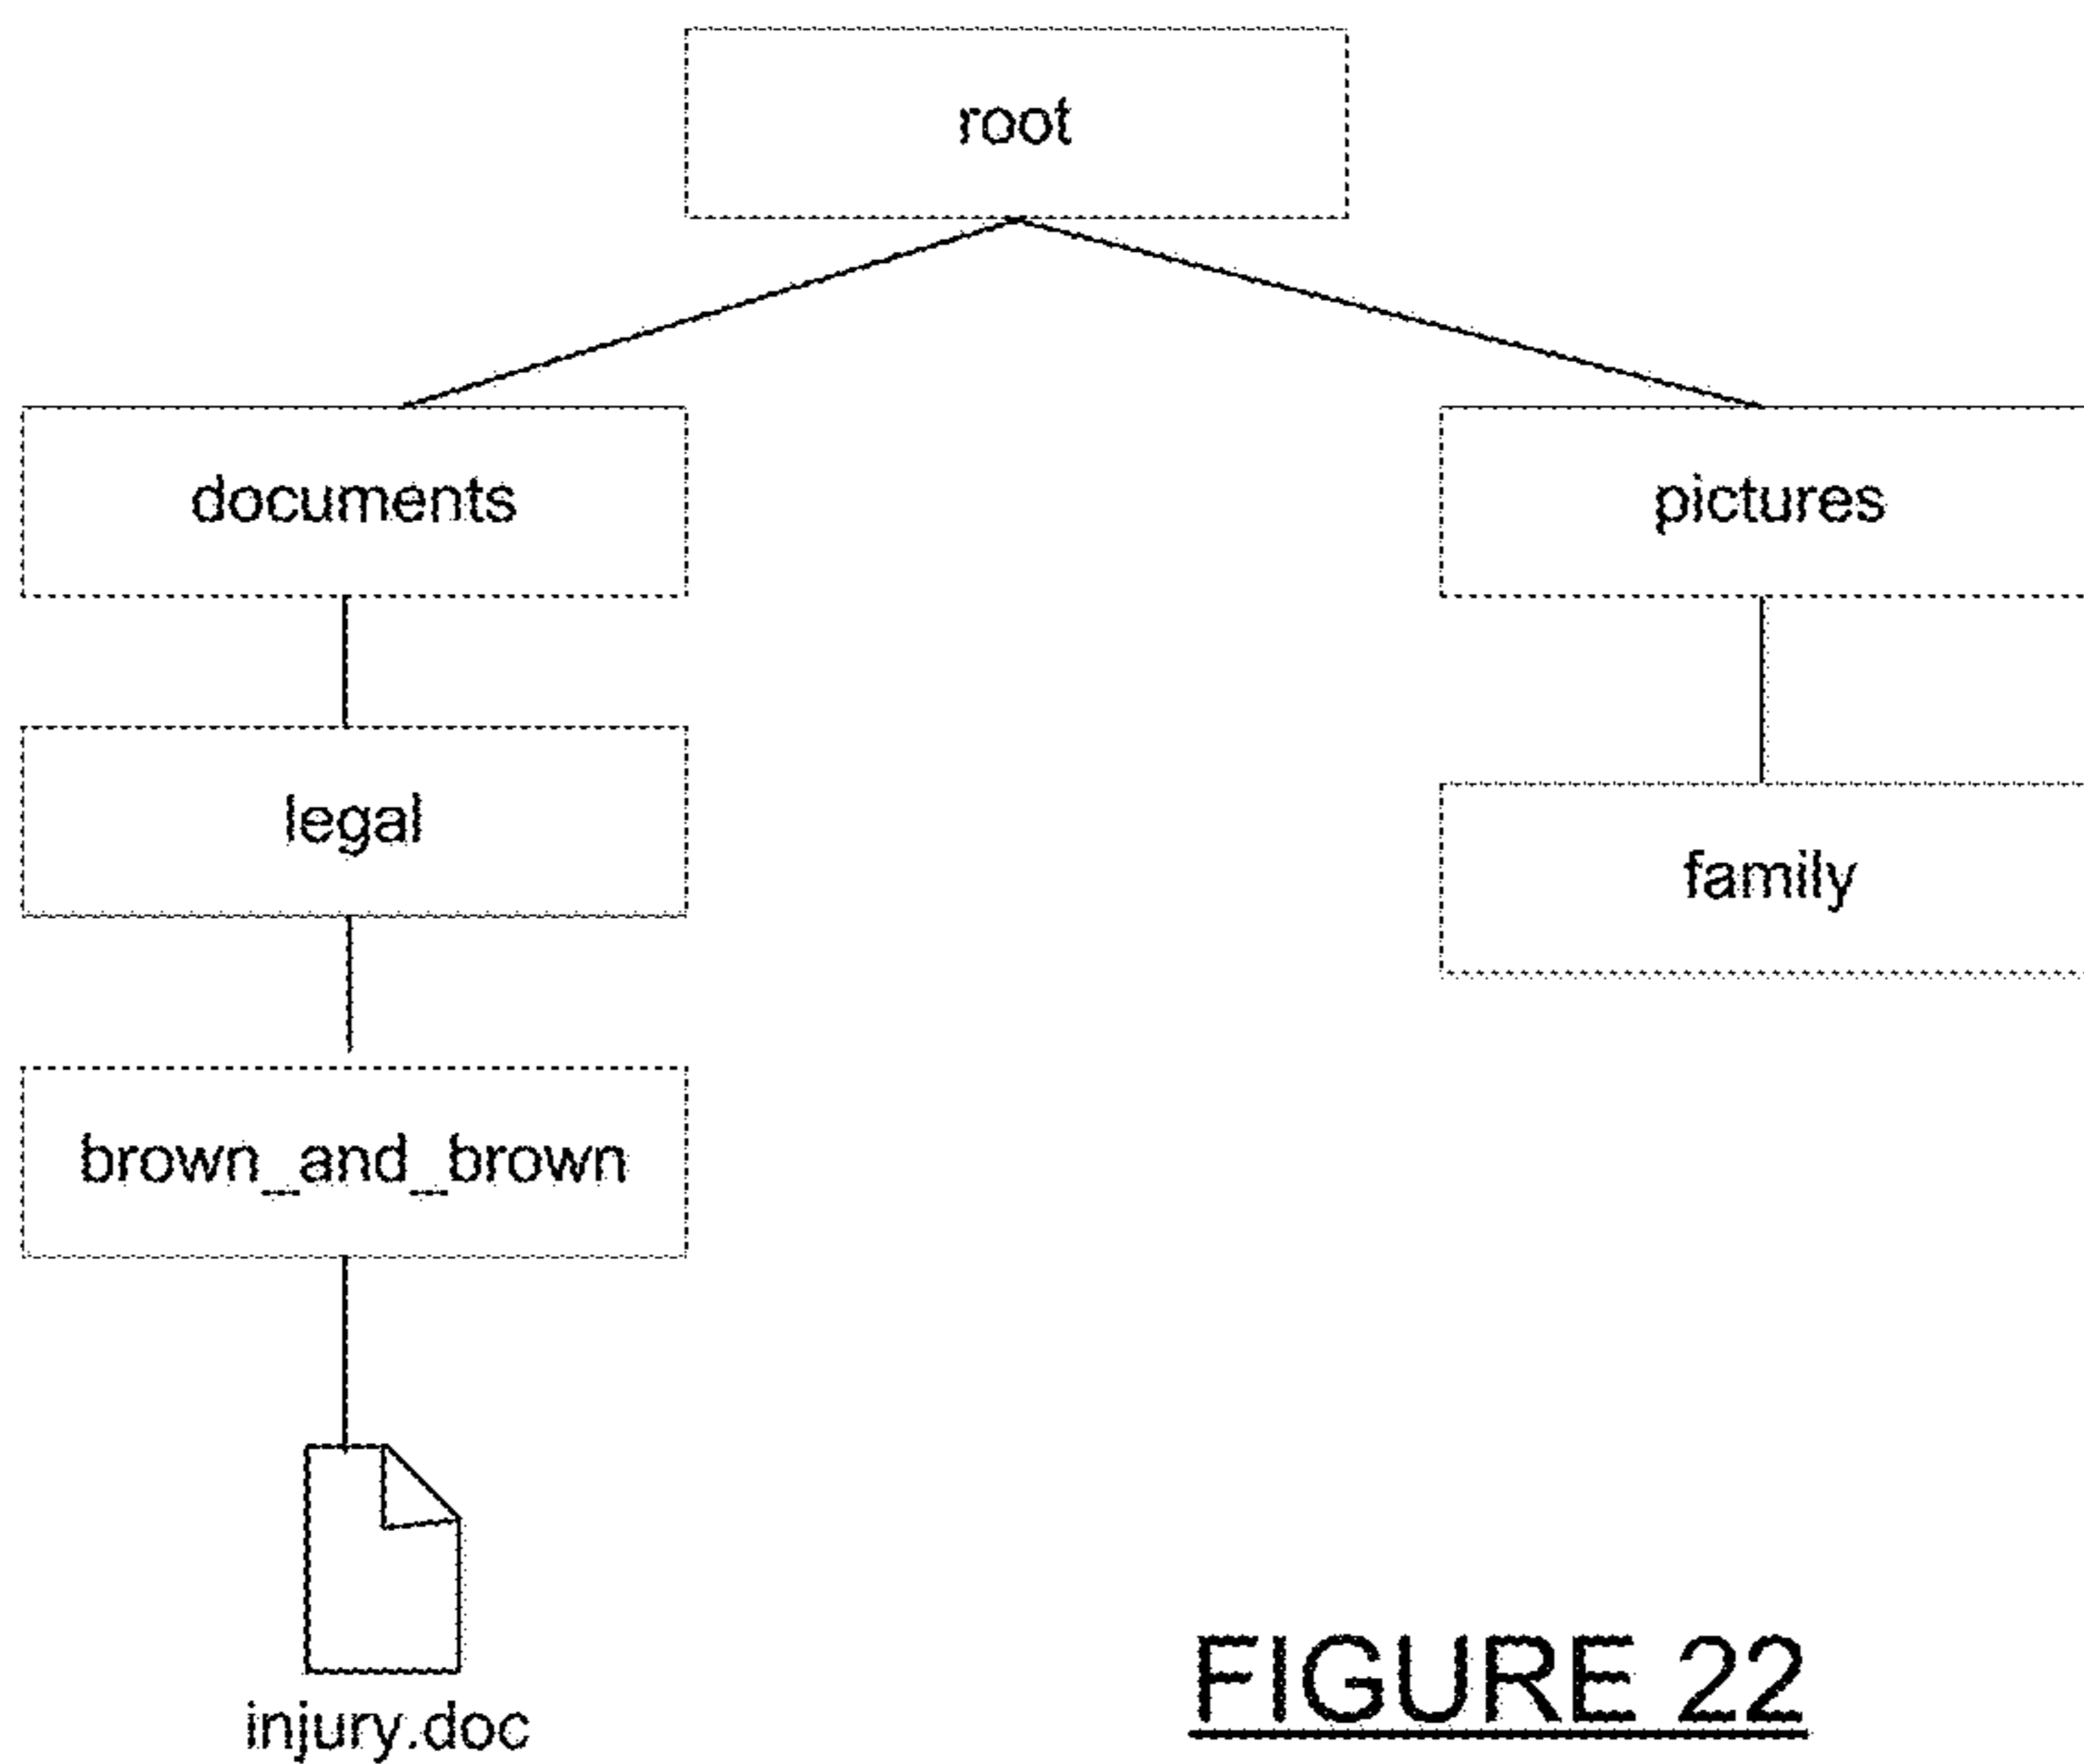 root
documents
pictures
legal
family
brown_and_brown
injury.doc
FIGURE 22